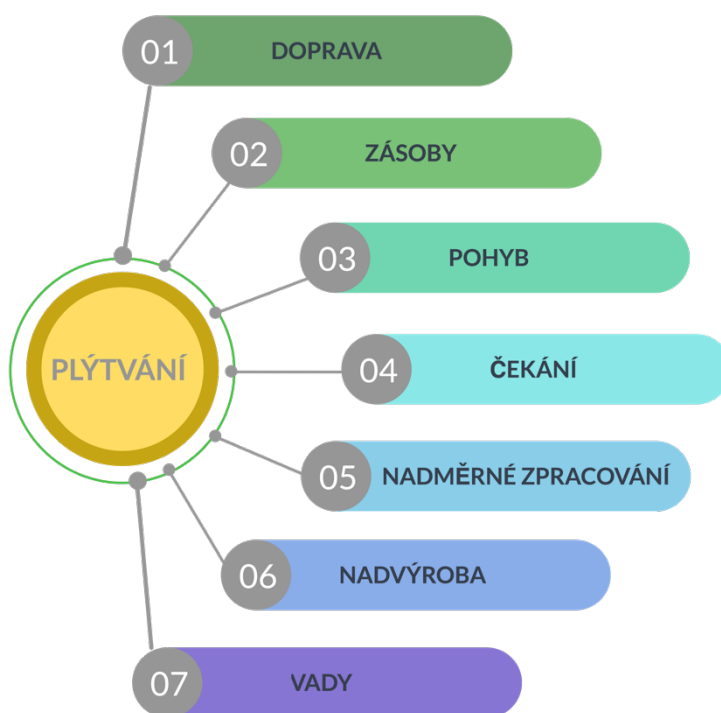 01 DOPRAVA
02 ZÁSOBY
03 POHYB
PLÝTVÁNÍ
04 ČEKÁNÍ
05 NADMĚRNÉ ZPRACOVÁNÍ
06 NADVÝROBA
07 VADY